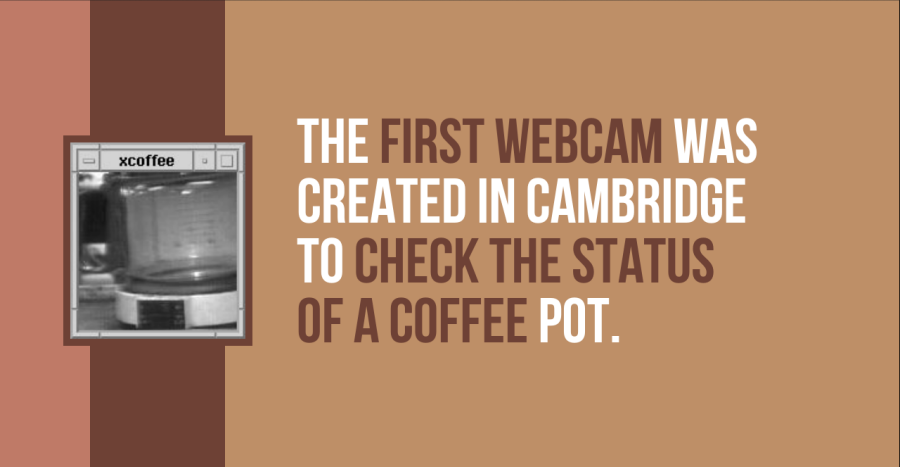 xcoffee
THE FIRST WEBCAM WAS
CREATED IN CAMBRIDGE
TO CHECK THE STATUS
OF A COFFEE POT.